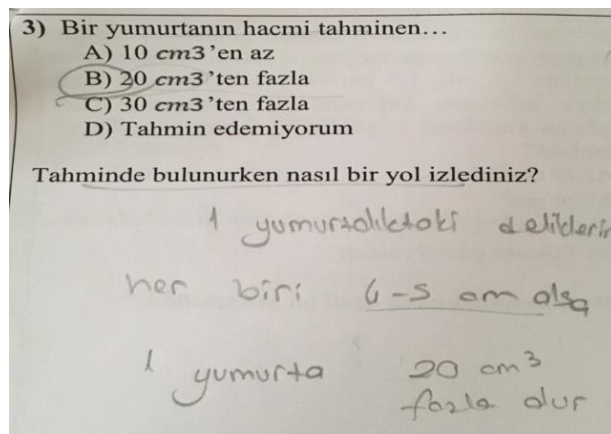 3) Bir yumurtanın hacmi tahminen...
A) 10 cm3'en az
B) 20 cm3'ten fazla
C) 30 cm3'ten fazla
D) Tahmin edemiyorum
Tahminde bulunurken nasıl bir yol izlediniz?
1 yumurtalıktaki deliklerin
her biri -5 cm olsa
1 yumurta 20 cm³
fazla olur